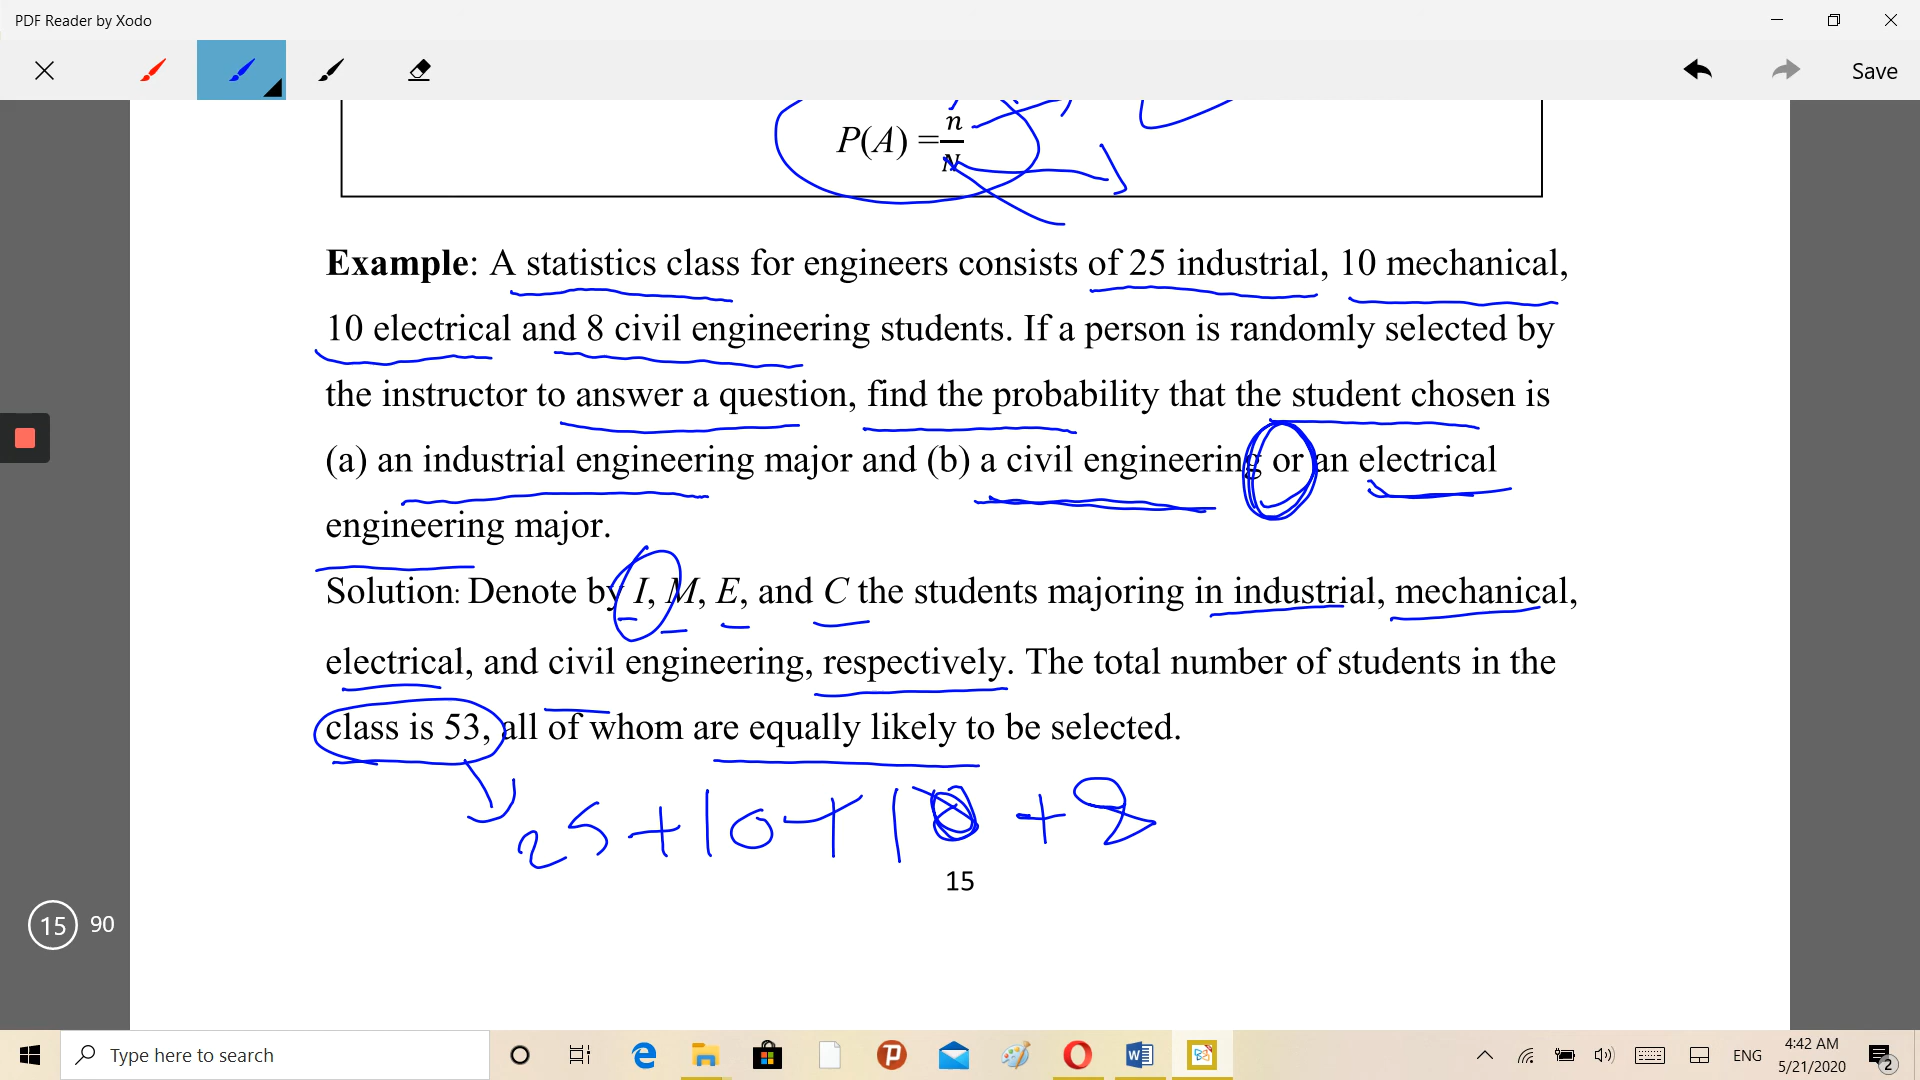 PDF Reader by Xodo
Save
P(A) = n/N
Example: A statistics class for engineers consists of 25 industrial, 10 mechanical,
10 electrical and 8 civil engineering students. If a person is randomly selected by
the instructor to answer a question, find the probability that the student chosen is
(a) an industrial engineering major and (b) a civil engineering or an electrical
engineering major.
Solution: Denote by I, M, E, and C the students majoring in industrial, mechanical,
electrical, and civil engineering, respectively. The total number of students in the
class is 53, all of whom are equally likely to be selected.
25+10+10+8
15
15 90
Type here to search
ENG
4:42 AM
5/21/2020
2